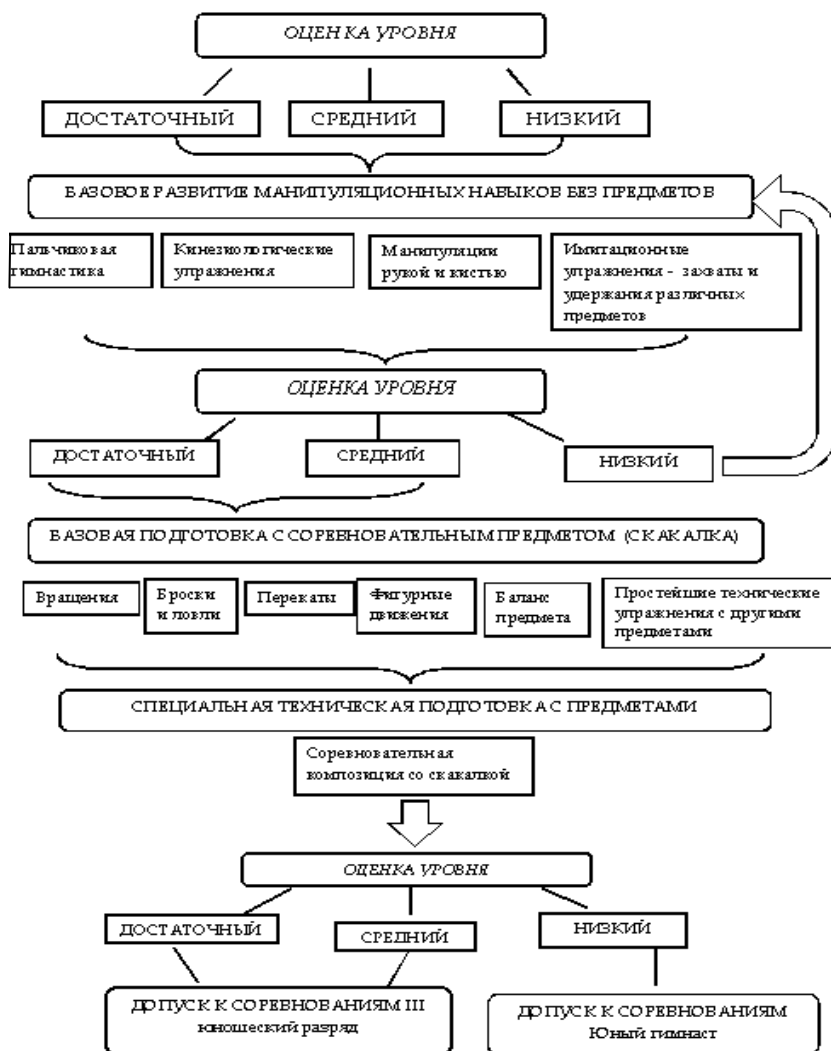 ОЦЕНКА УРОВНЯ
ДОСТАТОЧНЫЙ
СРЕДНИЙ
НИЗКИЙ
БАЗОВОЕ РАЗВИТИЕ МАНИПУЛЯЦИОННЫХ НАВЫКОВ БЕЗ ПРЕДМЕТОВ
Пальчиковая
гимнастика
Кинезиологические
упражнения
Манипуляции
рукой и кистью
Имитационные
упражнения - захваты и
удержания различных
предметов
ОЦЕНКА УРОВНЯ
ДОСТАТОЧНЫЙ
СРЕДНИЙ
НИЗКИЙ
БАЗОВАЯ ПОДГОТОВКА С СОРЕВНОВАТЕЛЬНЫМ ПРЕДМЕТОМ (СКАКАЛКА)
Вращения
Броски
и ловли
Перекаты
Фигурные
движения
Баланс
предмета
Простейшие технические
упражнения с другими
предметами
СПЕЦИАЛЬНАЯ ТЕХНИЧЕСКАЯ ПОДГОТОВКА С ПРЕДМЕТАМИ
Соревновательная
композиция со скакалкой
ОЦЕНКА УРОВНЯ
ДОСТАТОЧНЫЙ
СРЕДНИЙ
НИЗКИЙ
ДОПУСК К СОРЕВНОВАНИЯМ III
юношеский разряд
ДОПУСК К СОРЕВНОВАНИЯМ
Юный гимнаст